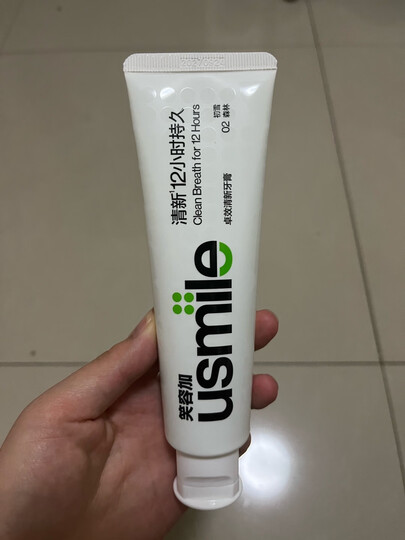 笑容加
usmile
清新¹12小时持久
Clean Breath for 12 Hours
卓效清新牙膏
初雪
02 森林